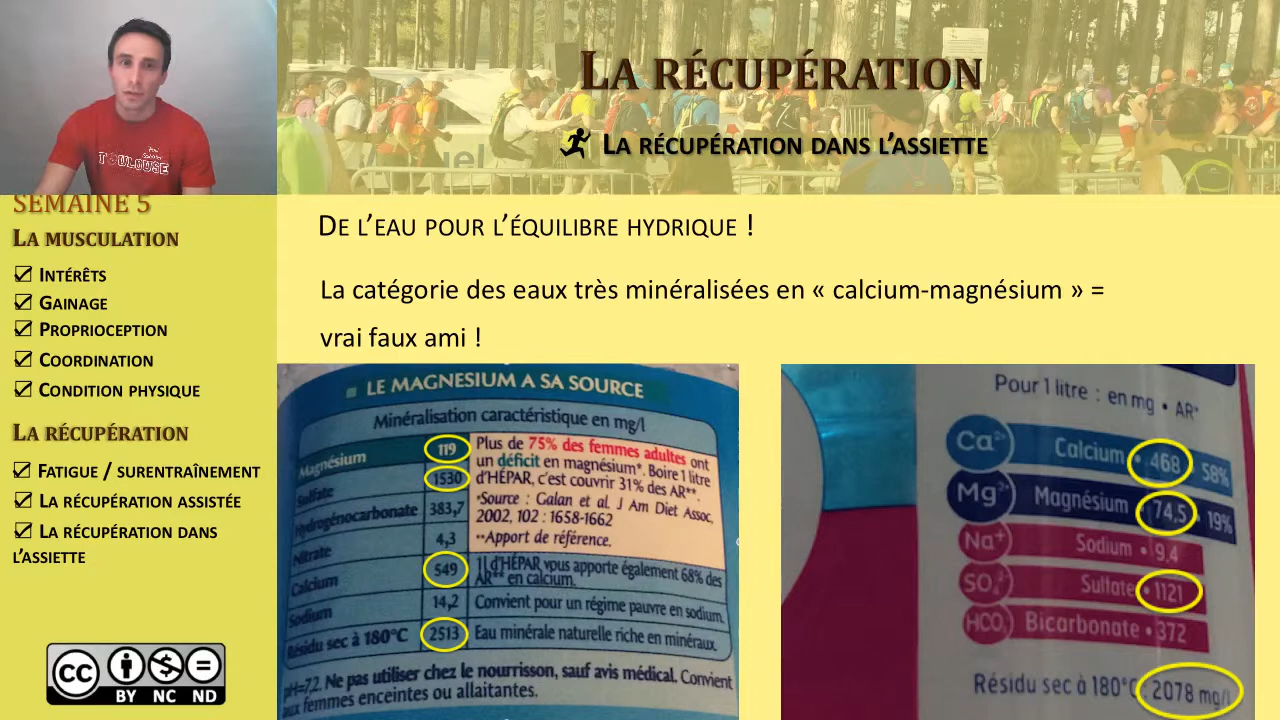 LA RÉCUPÉRATION
LA RÉCUPÉRATION DANS L'ASSIETTE
TOULOUSE
SEMAINE 5
LA MUSCULATION
☑ INTÉRÊTS
☑ GAINAGE
☑ PROPRIOCEPTION
☑ COORDINATION
☑ CONDITION PHYSIQUE
LA RÉCUPÉRATION
☑ FATIGUE / SURENTRAÎNEMENT
☑ LA RÉCUPÉRATION ASSISTÉE
☑ LA RÉCUPÉRATION DANS
L'ASSIETTE
CC BY NC ND
DE L'EAU POUR L'ÉQUILIBRE HYDRIQUE !
La catégorie des eaux très minéralisées en « calcium-magnésium » =
vrai faux ami !
LE MAGNESIUM A SA SOURCE
Minéralisation caractéristique en mg/l
Magnésium 119
Sulfate 1530
Hydrogénocarbonate 383,7
Nitrate 4,3
Calcium 549
Sodium 14,2
Résidu sec à 180°C 2513
Plus de 75% des femmes adultes ont
un déficit en magnésium*. Boire 1 litre
d'HÉPAR, c'est couvrir 31% des AR**.
*Source : Galan et al. J Am Diet Assoc,
2002, 102 : 1658-1662
**Apport de référence.
1l d'HÉPAR vous apporte également 68% des
AR** en calcium.
Convient pour un régime pauvre en sodium.
Eau minérale naturelle riche en minéraux.
pH=7,2. Ne pas utiliser chez le nourrisson, sauf avis médical. Convient
aux femmes enceintes ou allaitantes.
Pour 1 litre : en mg • AR*
Ca2+ Calcium • 468 • 58%
Mg2+ Magnésium • 74,5 • 19%
Na+ Sodium • 9.4
SO4 Sulfate • 1121
HCO3 Bicarbonate • 372
Résidu sec à 180°C : 2078 mg/l